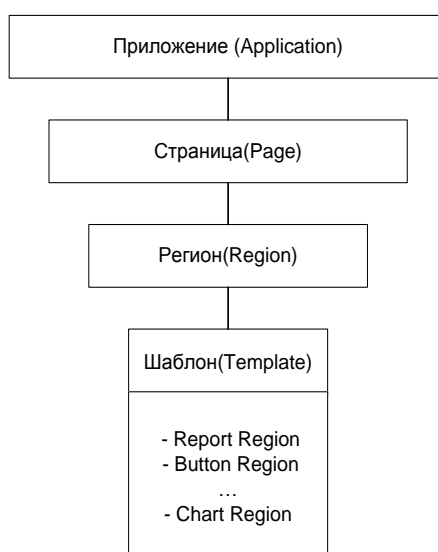 Приложение (Application)
Страница(Page)
Регион(Region)
Шаблон(Template)
- Report Region
- Button Region
...
- Chart Region